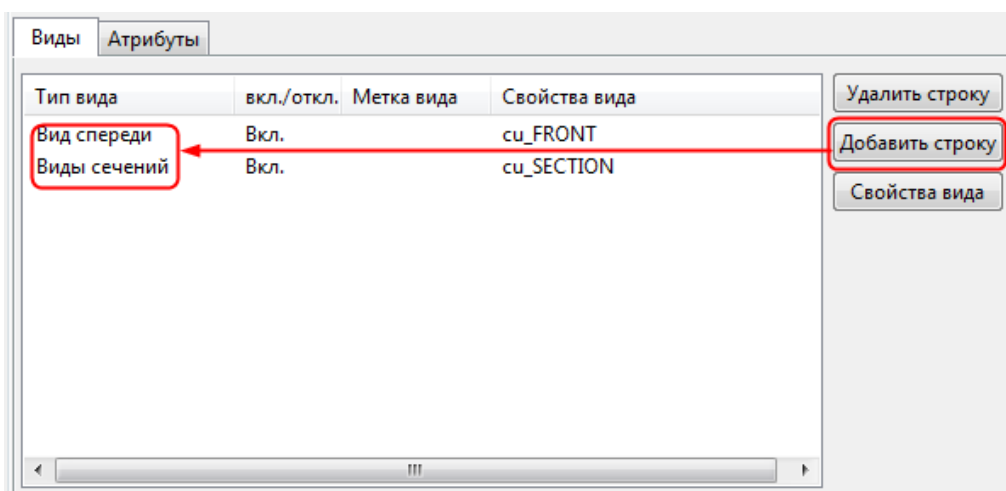 Виды Атрибуты
Тип вида вкл./откл. Метка вида Свойства вида Удалить строку
Вид спереди Вкл. cu_FRONT Добавить строку
Виды сечений Вкл. cu_SECTION
Свойства вида